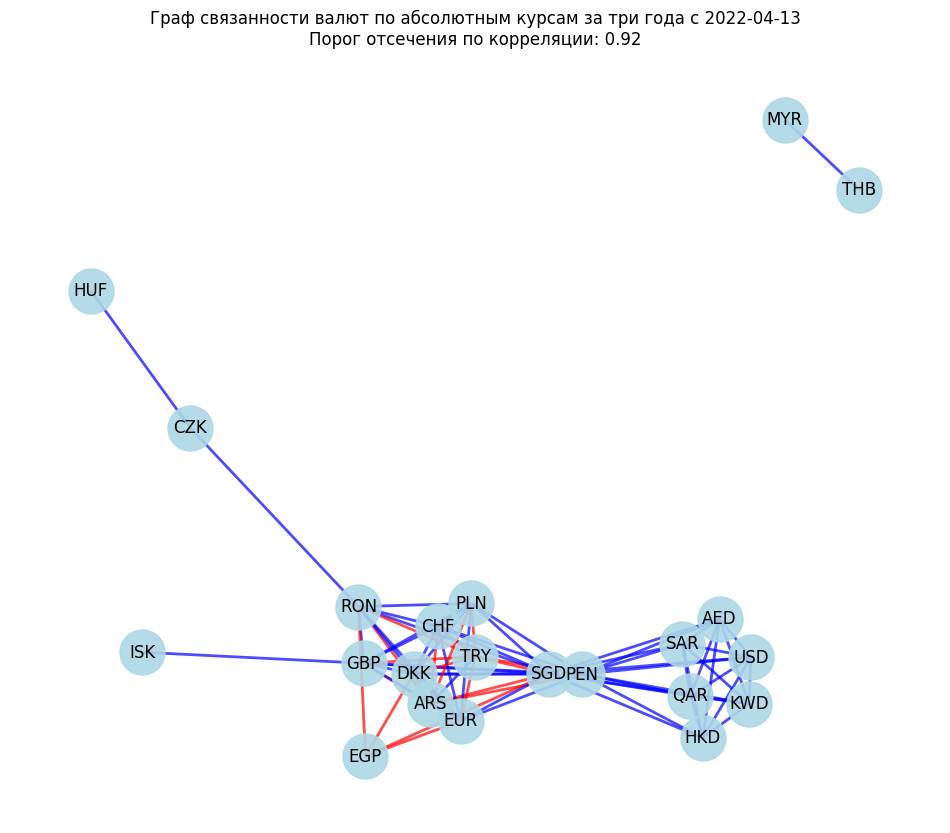 Граф связанности валют по абсолютным курсам за три года с 2022-04-13
Порог отсечения по корреляции: 0.92
MYR
THB
HUF
CZK
RON
PLN
CHF
AED
SAR
ISK
GBP
TRY
USD
DKK
SGD
PEN
QAR
ARS
KWD
EUR
HKD
EGP